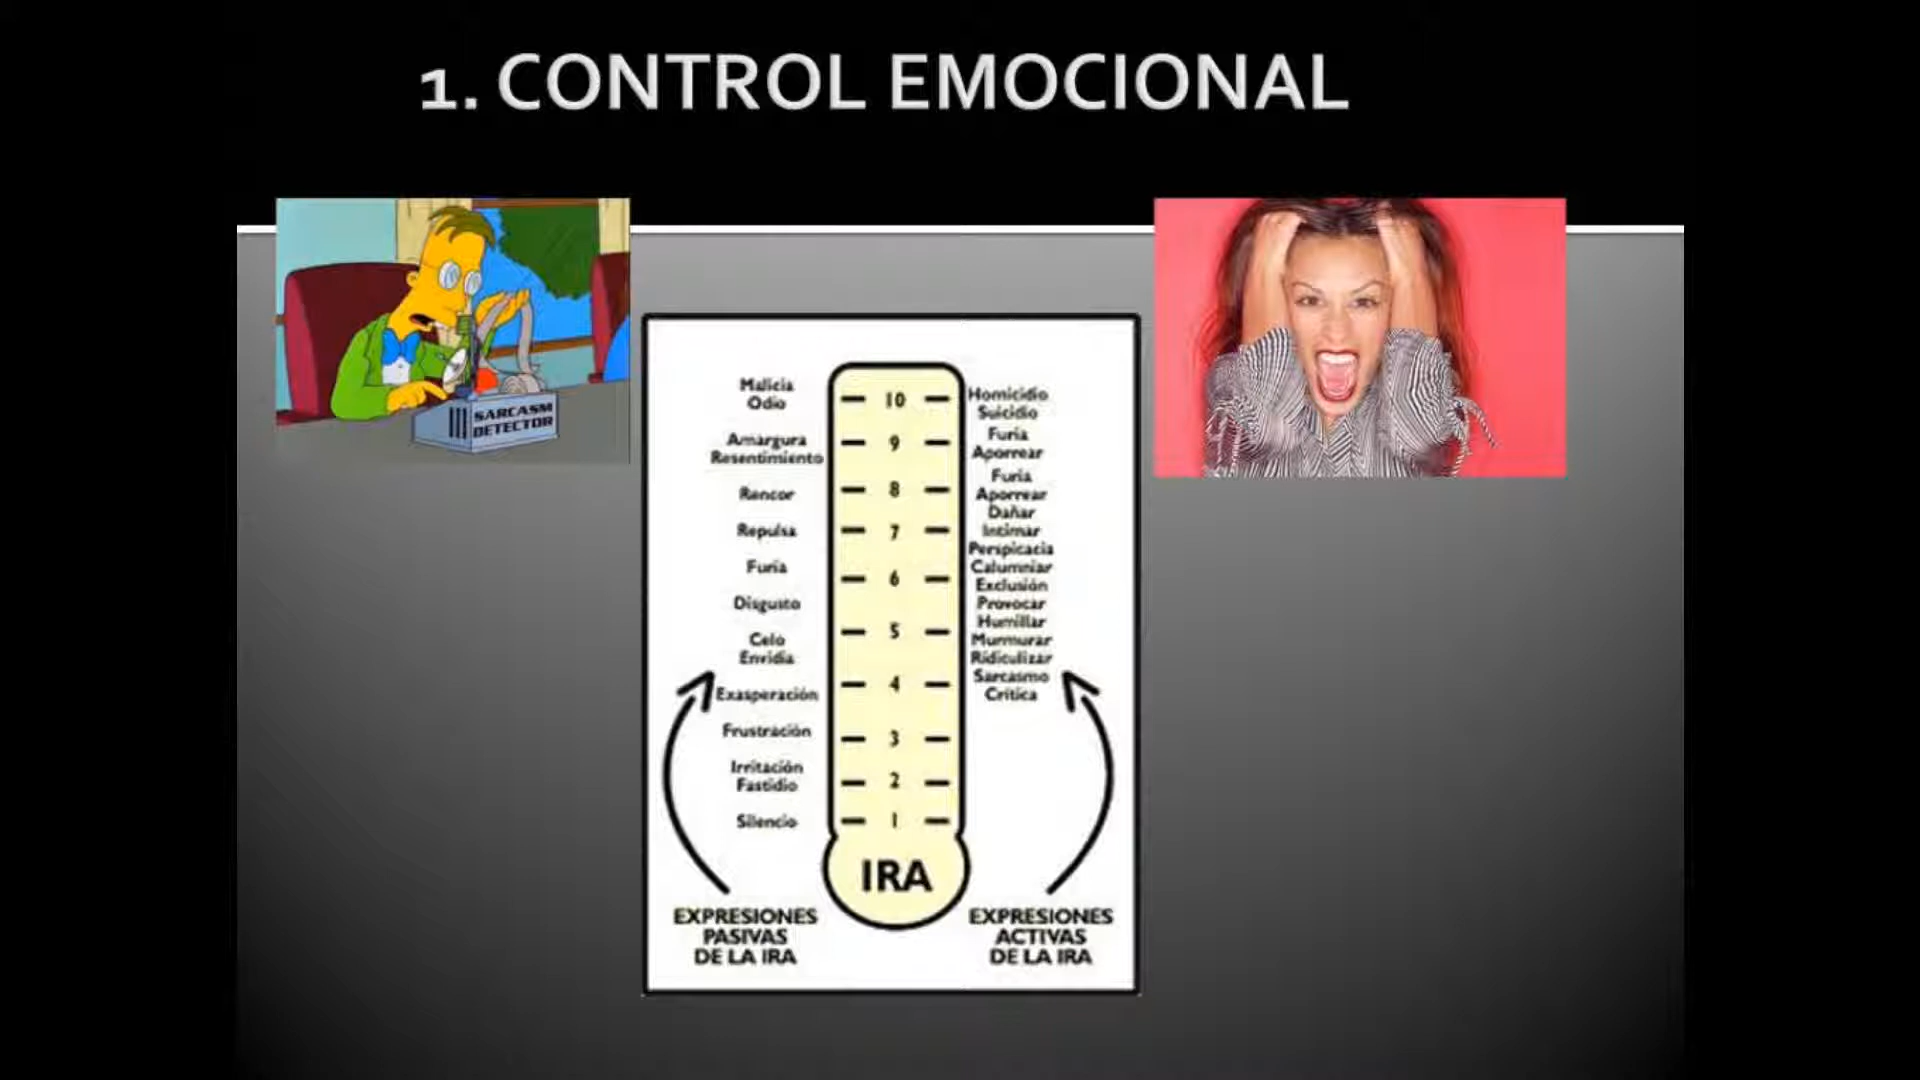 1. CONTROL EMOCIONAL
SARCASM
DETECTOR
Malicia
Odio
Amargura
Resentimiento
Rencor
Repulsa
Furia
Disgusto
Celo
Envidia
Exasperación
Frustración
Irritación
Fastidio
Silencio
10
9
8
7
6
5
4
3
2
1
IRA
Homicidio
Suicidio
Furia
Aporrear
Furia
Aporrear
Dañar
Intimar
Perspicacia
Calumniar
Exclusión
Provocar
Humillar
Murmurar
Ridiculizar
Sarcasmo
Crítica
EXPRESIONES
PASIVAS
DE LA IRA
EXPRESIONES
ACTIVAS
DE LA IRA